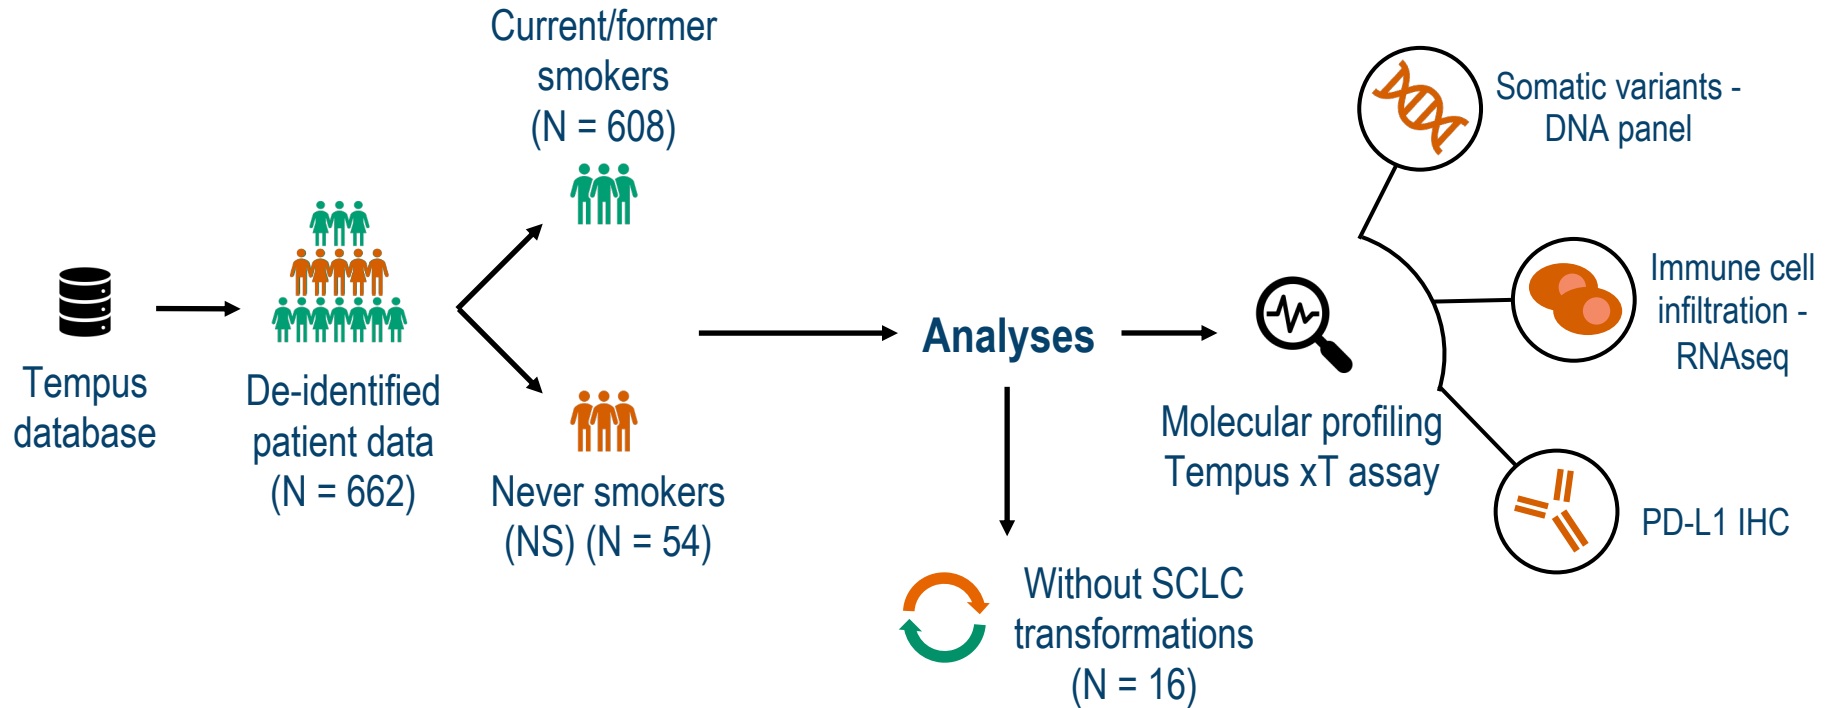 Tempus
database
De-identified
patient data
(N = 662)
Current/former
smokers
(N = 608)
Never smokers
(NS) (N = 54)
Analyses
Without SCLC
transformations
(N = 16)
Molecular profiling
Tempus xT assay
Somatic variants -
DNA panel
Immune cell
infiltration -
RNAseq
PD-L1 IHC